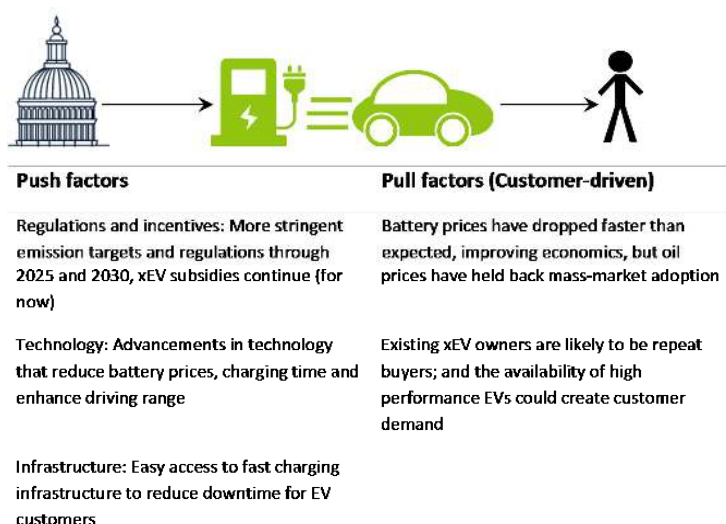 Push factors
Pull factors (Customer-driven)
Regulations and incentives: More stringent
emission targets and regulations through
2025 and 2030, xEV subsidies continue (for
now)
Battery prices have dropped faster than
expected, improving economics, but oil
prices have held back mass-market adoption
Technology: Advancements in technology
that reduce battery prices, charging time and
enhance driving range
Existing xEV owners are likely to be repeat
buyers; and the availability of high
performance EVs could create customer
demand
Infrastructure: Easy access to fast charging
infrastructure to reduce downtime for EV
customers